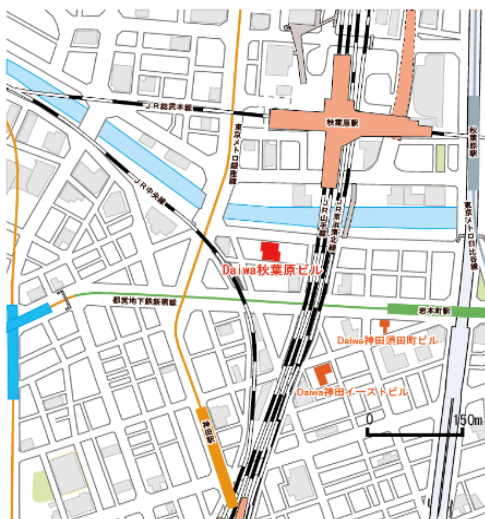 JR総武本線
秋葉原駅
東京メトロ銀座線
JR中央線
JR山手線
JR京浜東北線
東京メトロ日比谷線
秋葉原駅
Daiwa秋葉原ビル
都営地下鉄新宿線
岩本町駅
Daiwa神田須田町ビル
Daiwa神田イーストビル
0 150m
神田駅